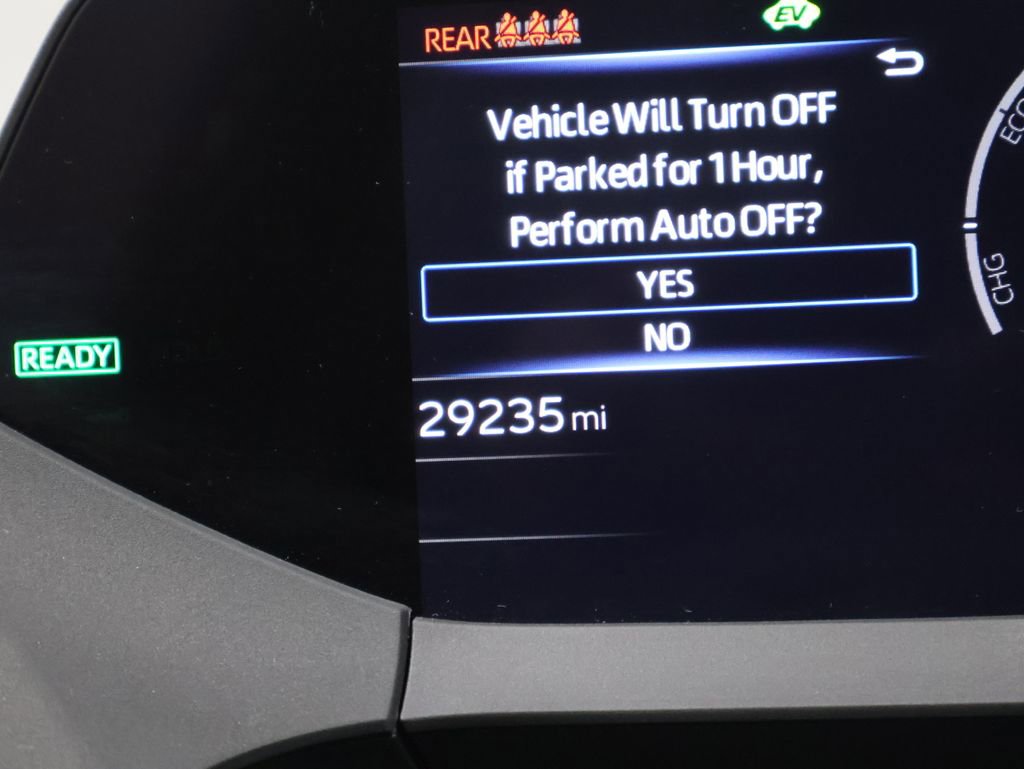 REAR
EV
Vehicle Will Turn OFF
if Parked for 1 Hour,
Perform Auto OFF?
YES
NO
READY
29235 mi
ECO
CHG